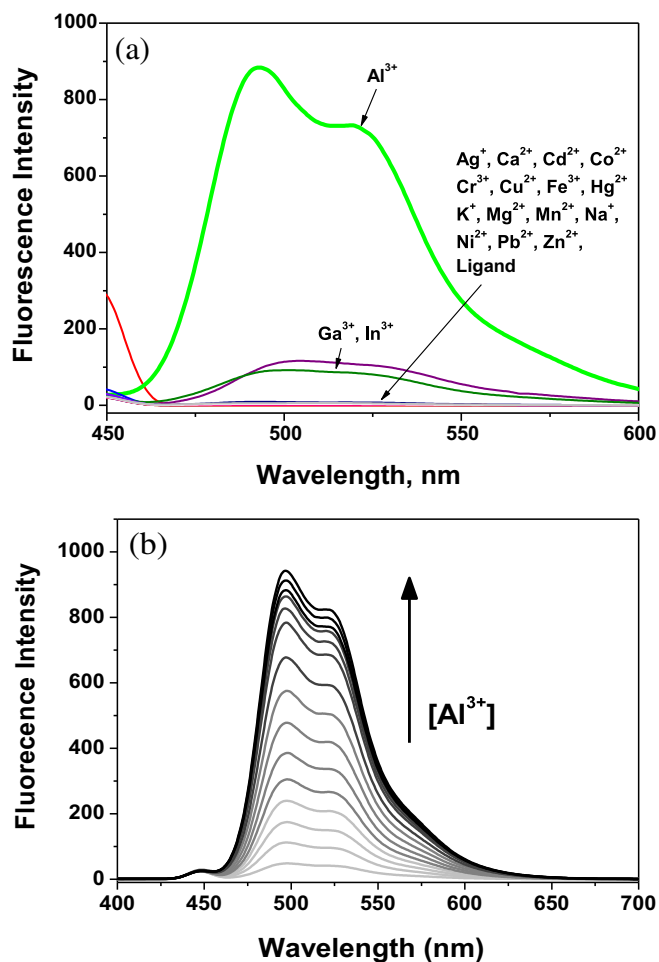 (a)
Fluorescence Intensity
1000
800
600
400
200
0
Al³⁺
Ag⁺, Ca²⁺, Cd²⁺, Co²⁺
Cr³⁺, Cu²⁺, Fe³⁺, Hg²⁺
K⁺, Mg²⁺, Mn²⁺, Na⁺,
Ni²⁺, Pb²⁺, Zn²⁺,
Ligand
Ga³⁺, In³⁺
450 500 550 600
Wavelength, nm
(b)
Fluorecence Intensity
1000
800
600
400
200
0
[Al³⁺]
400 450 500 550 600 650 700
Wavelength (nm)